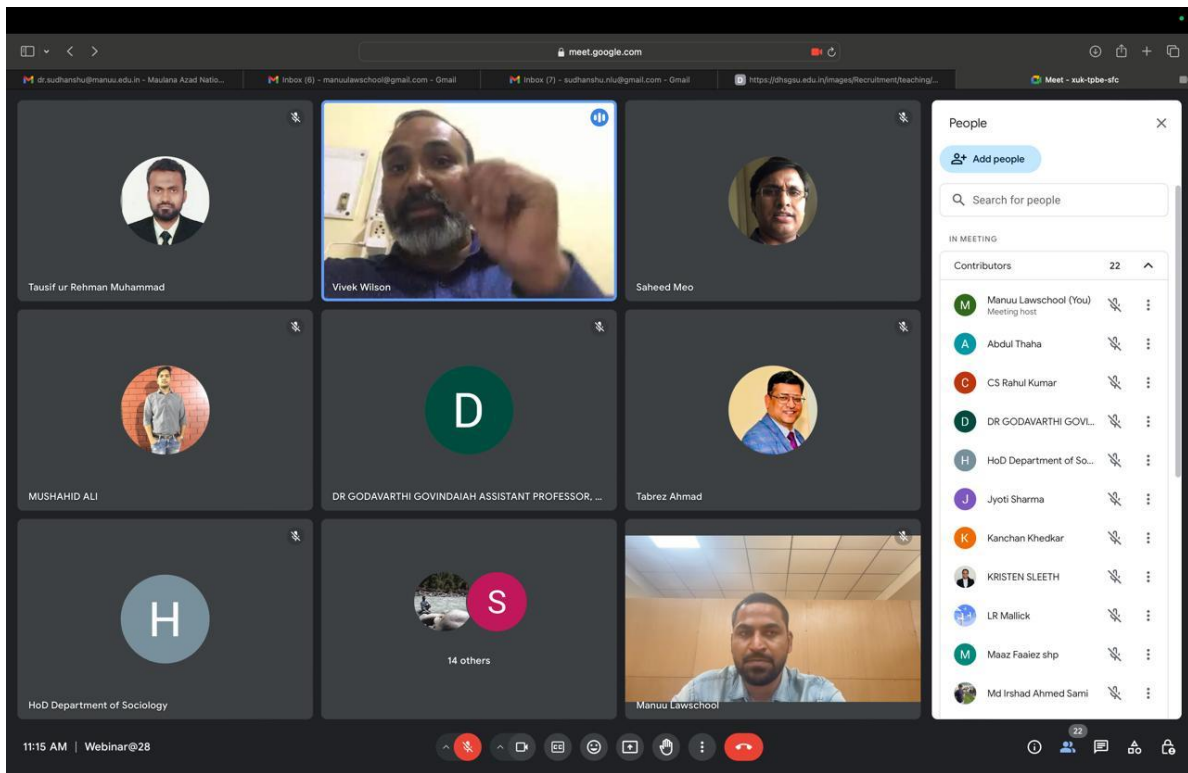 meet.google.com
dr.sudhanshu@manuu.edu.in - Maulana Azad Natio...
Inbox (6) - manuulawschool@gmail.com - Gmail
Inbox (7) - sudhanshu.nlu@gmail.com - Gmail
D
https://dhsgsu.edu.in/images/Recruitment/teaching/...
Meet - xuk-tpbe-sfc
Tausif ur Rehman Muhammad
Vivek Wilson
Saheed Meo
MUSHAHID ALI
D
DR GODAVARTHI GOVINDAIAH ASSISTANT PROFESSOR, ...
Tabrez Ahmad
H
HoD Department of Sociology
S
14 others
Manuu Lawschool
People
Add people
Search for people
IN MEETING
Contributors 22
M Manuu Lawschool (You)
Meeting host
A Abdul Thaha
C CS Rahul Kumar
D DR GODAVARTHI GOVI...
H HoD Department of So...
J Jyoti Sharma
K Kanchan Khedkar
KRISTEN SLEETH
LR Mallick
M Maaz Faaiez shp
Md Irshad Ahmed Sami
11:15 AM | Webinar@28
CC
22